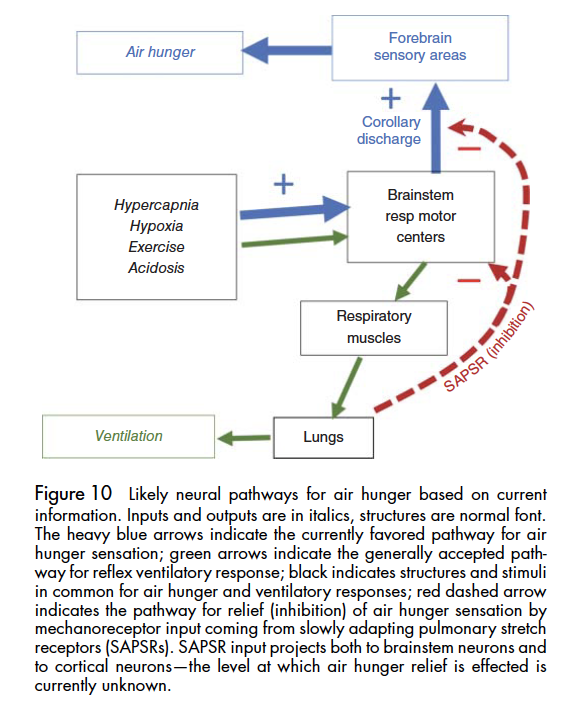 Air hunger
Forebrain
sensory areas
+
Corollary
discharge
−
Hypercapnia
Hypoxia
Exercise
Acidosis
+
Brainstem
resp motor
centers
−
Respiratory
muscles
SAPSR (inhibition)
Ventilation
Lungs
Figure 10 Likely neural pathways for air hunger based on current
information. Inputs and outputs are in italics, structures are normal font.
The heavy blue arrows indicate the currently favored pathway for air
hunger sensation; green arrows indicate the generally accepted path-
way for reflex ventilatory response; black indicates structures and stimuli
in common for air hunger and ventilatory responses; red dashed arrow
indicates the pathway for relief (inhibition) of air hunger sensation by
mechanoreceptor input coming from slowly adapting pulmonary stretch
receptors (SAPSRs). SAPSR input projects both to brainstem neurons and
to cortical neurons—the level at which air hunger relief is effected is
currently unknown.